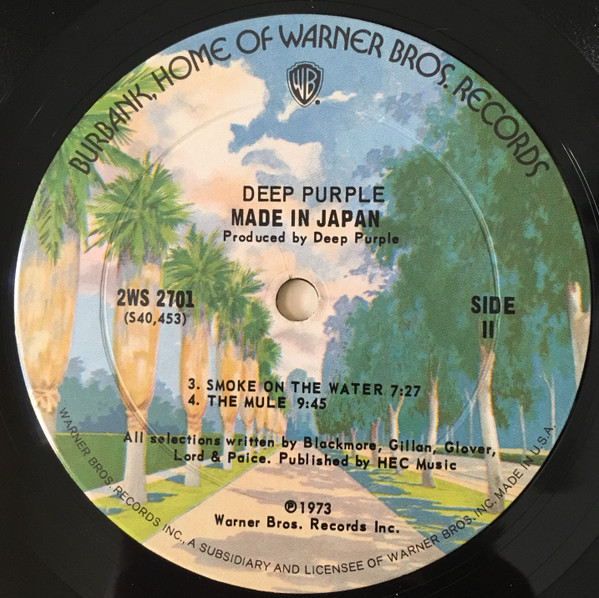 BURBANK, HOME OF WARNER BROS. RECORDS
WB
DEEP PURPLE
MADE IN JAPAN
Produced by Deep Purple
2WS 2701
(S40,453)
SIDE
II
3. SMOKE ON THE WATER 7:27
4. THE MULE 9:45
All selections written by Blackmore, Gillan, Glover,
Lord & Paice. Published by HEC Music
℗1973
Warner Bros. Records Inc.
WARNER BROS. RECORDS INC., A SUBSIDIARY AND LICENSEE OF WARNER BROS. INC. MADE IN U.S.A.